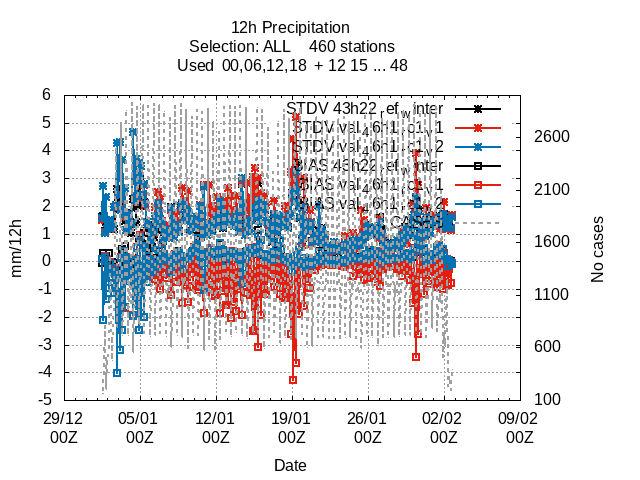 12h Precipitation
Selection: ALL 460 stations
Used 00,06,12,18 + 12 15 ... 48
6
5
4
3
2
1
0
-1
-2
-3
-4
-5
mm/12h
STDV 43h22
STDV
STDV
BIAS 43h22
BIAS
2600
2100
1600
1100
600
100
No cases
29/12 05/01 12/01 19/01 26/01 02/02 09/02
00Z 00Z 00Z 00Z 00Z 00Z 00Z
Date